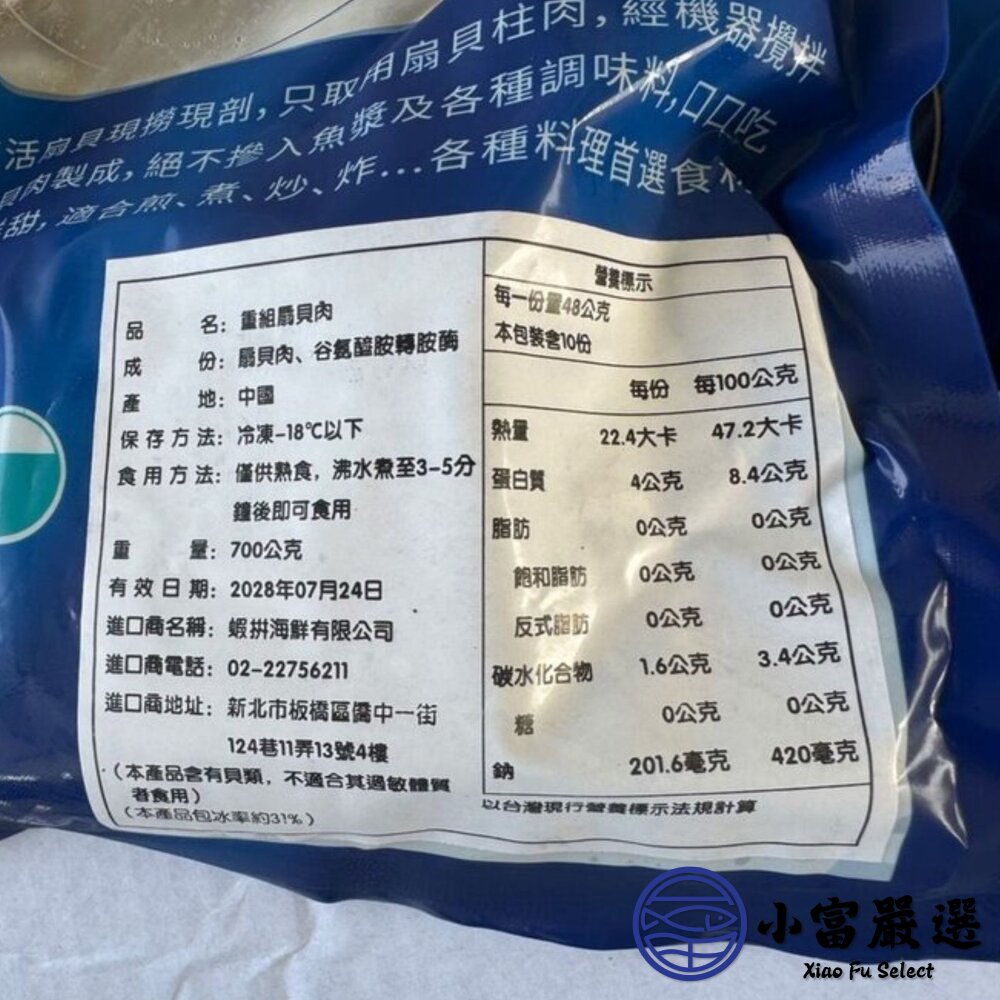 活扇貝現撈現剖，只取用扇貝柱肉，經機器攪拌
肉製成，絕不摻入魚漿及各種調味料，口口吃
甜，適合煎、煮、炒、炸...各種料理首選食材
品名：重組扇貝肉
成份：扇貝肉、谷氨醯胺轉胺酶
產地：中國
保存方法：冷凍-18℃以下
食用方法：僅供熟食，沸水煮至3-5分
鐘後即可食用
重量：700公克
有效日期：2028年07月24日
進口商名稱：蝦拚海鮮有限公司
進口商電話：02-22756211
進口商地址：新北市板橋區僑中一街
124巷11弄13號4樓
（本產品含有貝類，不適合其過敏體質
者食用）
（本產品包冰率約31%）
營養標示
每一份量48公克
本包裝含10份
每份 每100公克
熱量 22.4大卡 47.2大卡
蛋白質 4公克 8.4公克
脂肪 0公克 0公克
飽和脂肪 0公克 0公克
反式脂肪 0公克 0公克
碳水化合物 1.6公克 3.4公克
糖 0公克 0公克
鈉 201.6毫克 420毫克
以台灣現行營養標示法規計算
小富嚴選
Xiao Fu Select